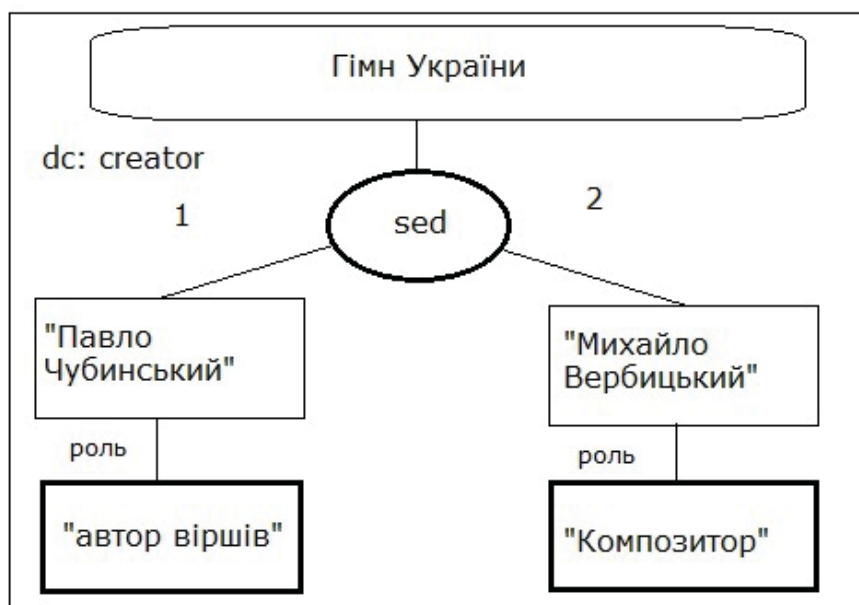 Гімн України
dc: creator
1
2
sed
"Павло
Чубинський"
"Михайло
Вербицький"
роль
роль
"автор віршів"
"Композитор"